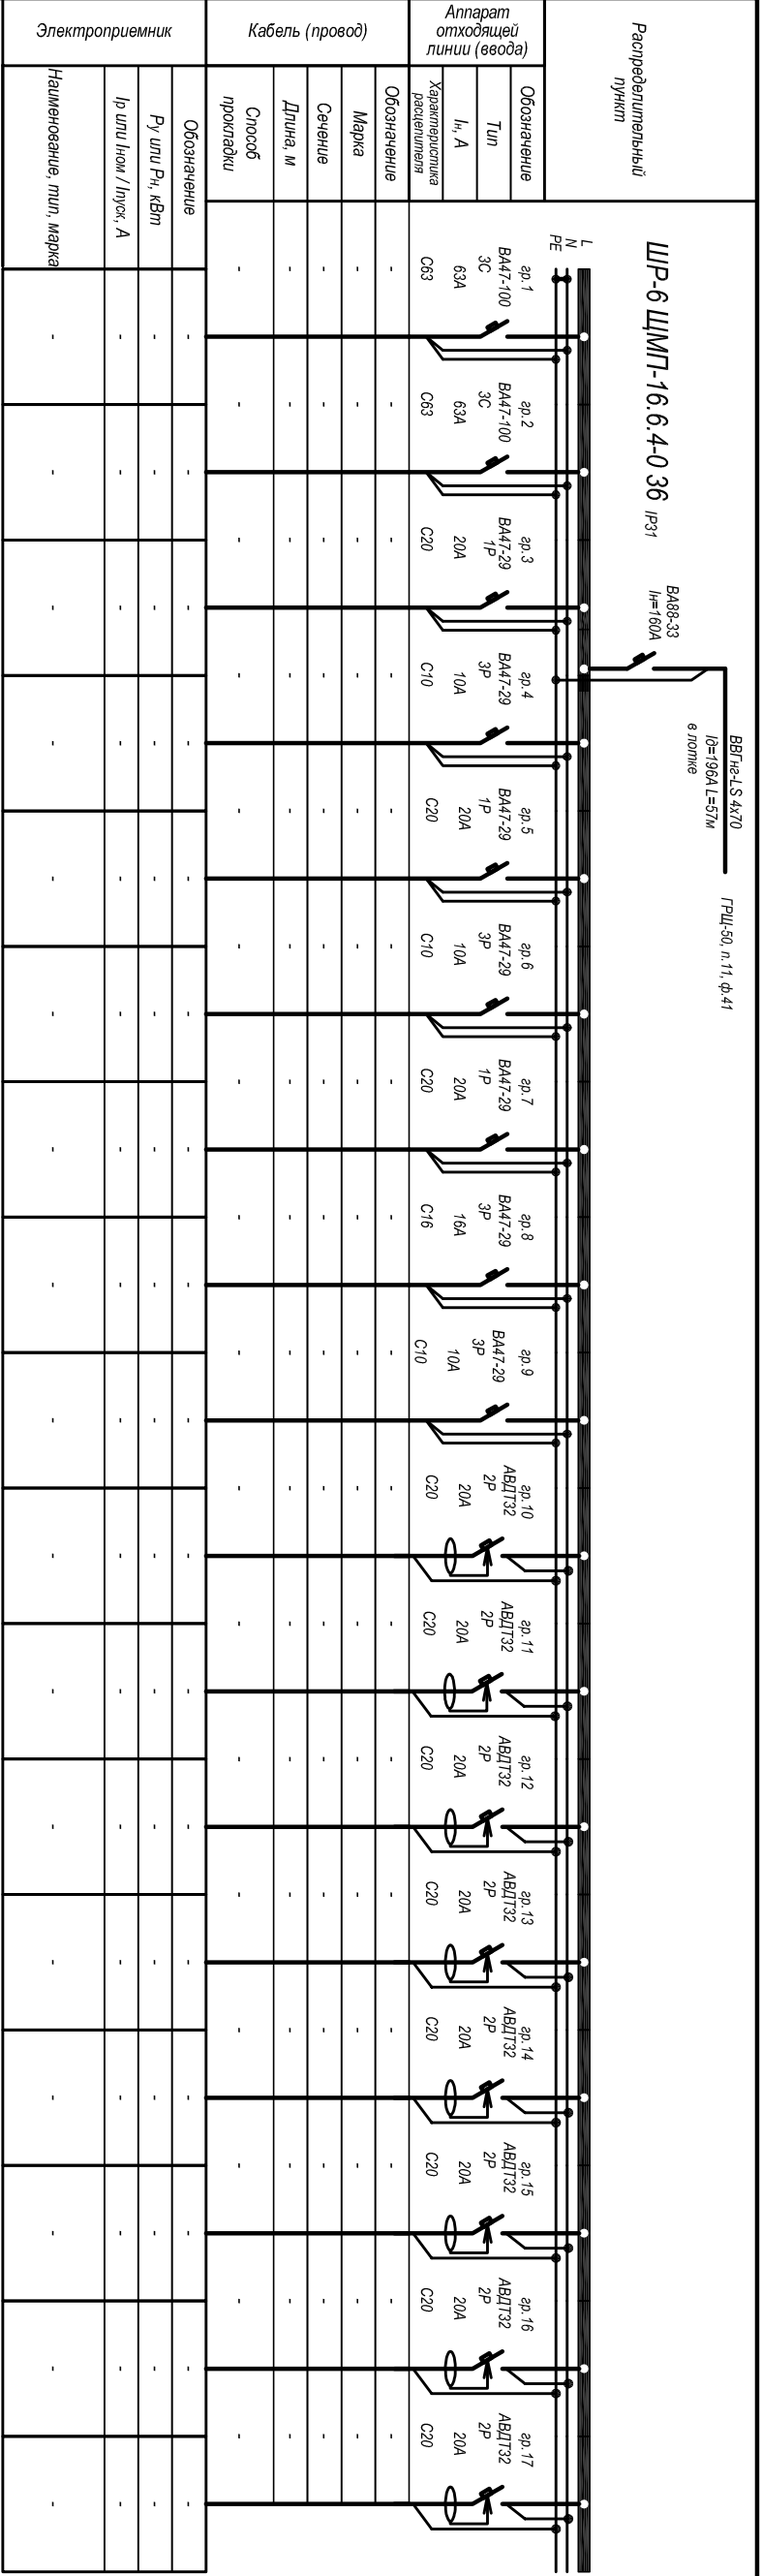 Распределительный
пункт
ШР-6 ЩМП-16.6.4-0 36 IP31
ВА88-33
Iн=160А
ВВГнг-LS 4х70
Iд=196А L=57м
в лотке
ГРЩ-50, п.11, ф.41
L
N
PE
Аппарат
отходящей
линии (ввода)
Обозначение
гр.1
гр.2
гр.3
гр.4
гр.5
гр.6
гр.7
гр.8
гр.9
гр.10
гр.11
гр.12
гр.13
гр.14
гр.15
гр.16
гр.17
Тип
ВА47-100
3С
ВА47-100
3С
ВА47-29
1Р
ВА47-29
3Р
ВА47-29
1Р
ВА47-29
3Р
ВА47-29
1Р
ВА47-29
3Р
ВА47-29
3Р
АВДТ32
2Р
АВДТ32
2Р
АВДТ32
2Р
АВДТ32
2Р
АВДТ32
2Р
АВДТ32
2Р
АВДТ32
2Р
АВДТ32
2Р
Iн, А
63А
63А
20А
10А
20А
10А
20А
16А
10А
20А
20А
20А
20А
20А
20А
20А
20А
Характеристика
расцепителя
С63
С63
С20
С10
С20
С10
С20
С16
С10
С20
С20
С20
С20
С20
С20
С20
С20
Кабель (провод)
Обозначение
- - - - - - - - - - - - - - - - -
Марка
- - - - - - - - - - - - - - - - -
Сечение
- - - - - - - - - - - - - - - - -
Длина, м
- - - - - - - - - - - - - - - - -
Способ
прокладки
- - - - - - - - - - - - - - - - -
Электроприемник
Обозначение
- - - - - - - - - - - - - - - - -
Ру или Рн, кВт
- - - - - - - - - - - - - - - - -
Iр или Iном / Iпуск, А
- - - - - - - - - - - - - - - - -
Наименование, тип, марка
- - - - - - - - - - - - - - - - -